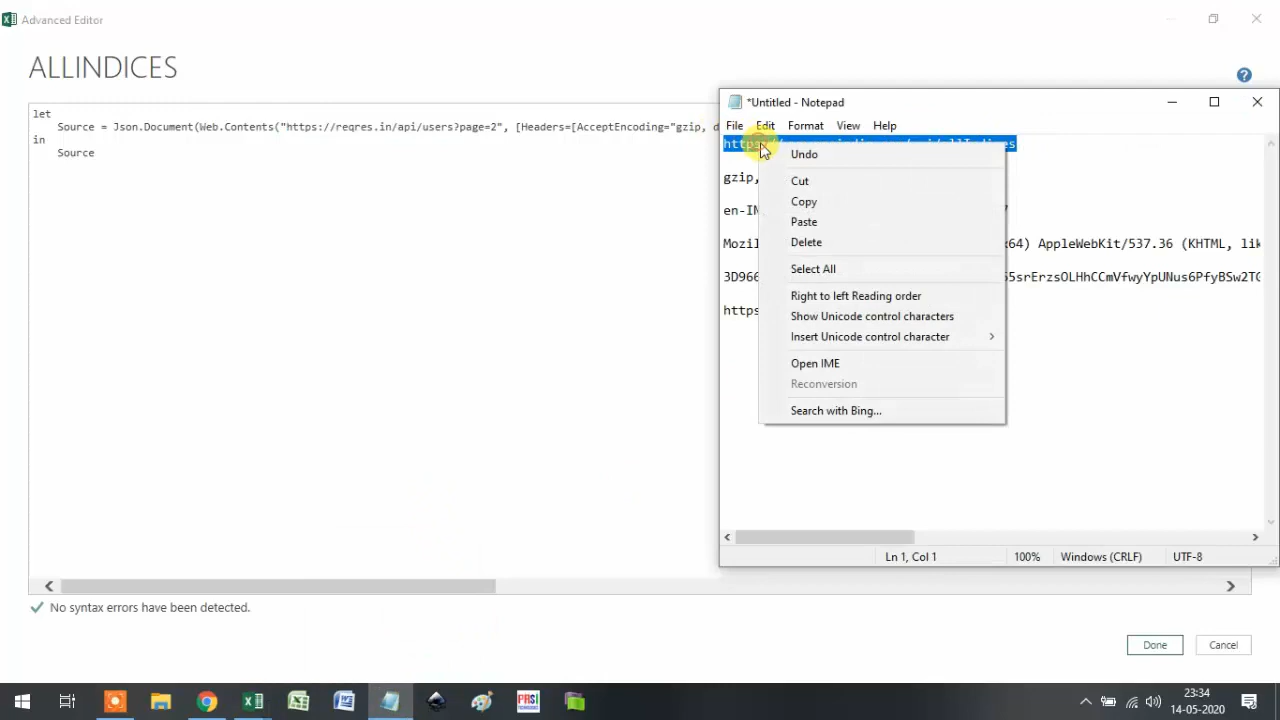 Advanced Editor
ALLINDICES
let
Source = Json.Document(Web.Contents("https://reqres.in/api/users?page=2", [Headers=[AcceptEncoding="gzip, d
in
Source
*Untitled - Notepad
File Edit Format View Help
gzip,
en-IN
Mozil x64) AppleWebKit/537.36 (KHTML, lik
3D966 5srErzsOLHhCCmVfwyYpUNus6PfyBSw2TG
https
Undo
Cut
Copy
Paste
Delete
Select All
Right to left Reading order
Show Unicode control characters
Insert Unicode control character
Open IME
Reconversion
Search with Bing...
Ln 1, Col 1 100% Windows (CRLF) UTF-8
No syntax errors have been detected.
Done Cancel
PRSI
23:34
14-05-2020